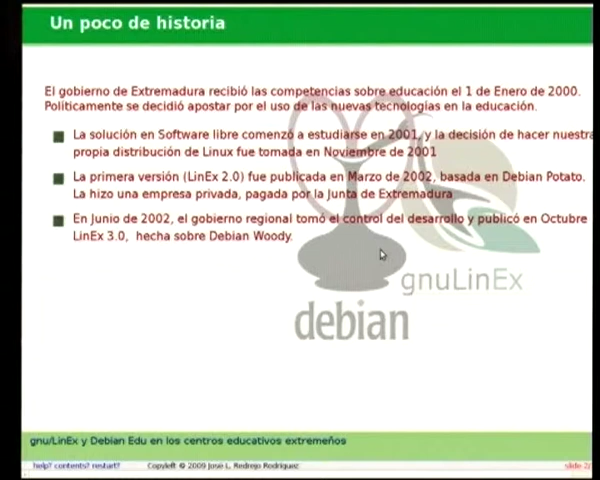 Un poco de historia
El gobierno de Extremadura recibió las competencias sobre educación el 1 de Enero de 2000.
Políticamente se decidió apostar por el uso de las nuevas tecnologías en la educación.
La solución en Software libre comenzó a estudiarse en 2001, y la decisión de hacer nuestra
propia distribución de Linux fue tomada en Noviembre de 2001
La primera versión (LinEx 2.0) fue publicada en Marzo de 2002, basada en Debian Potato.
La hizo una empresa privada, pagada por la Junta de Extremadura
En Junio de 2002, el gobierno regional tomó el control del desarrollo y publicó en Octubre
LinEx 3.0, hecha sobre Debian Woody.
gnuLinEx
debian
gnu/LinEx y Debian Edu en los centros educativos extremeños
help? contents? restart?
Copyleft © 2009 José L. Redrejo Rodríguez
slide 2/